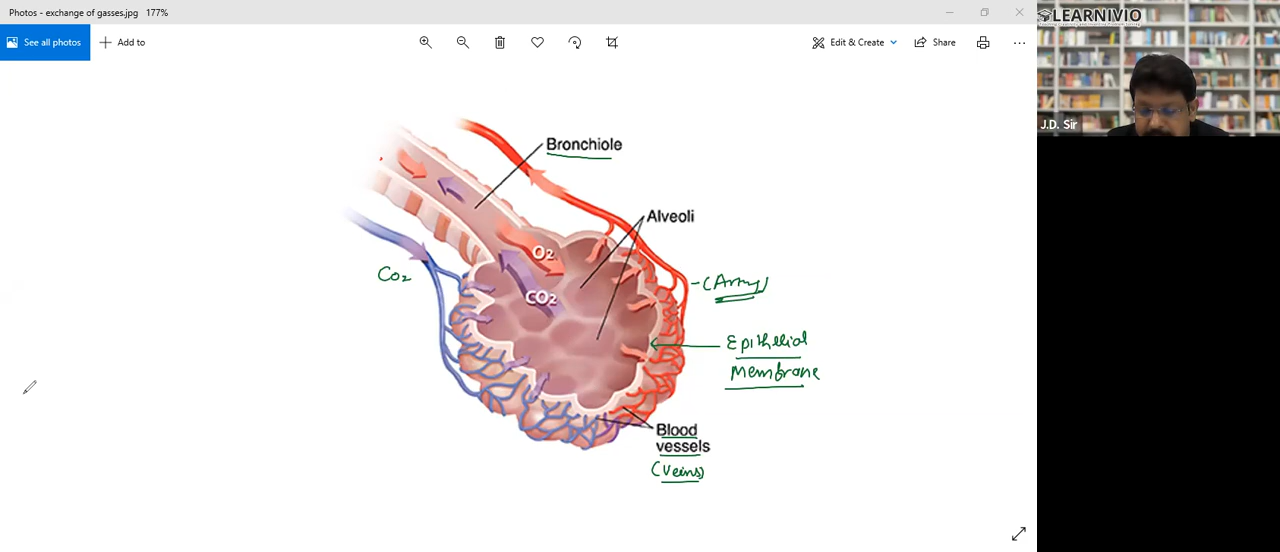 Photos - exchange of gasses.jpg 177%
LEARNIVIO
See all photos
Add to
Edit & Create
Share
J.D. Sir
Bronchiole
Alveoli
O2
CO2
Co2
Epithelial
Membrane
Blood
vessels
(Veins)